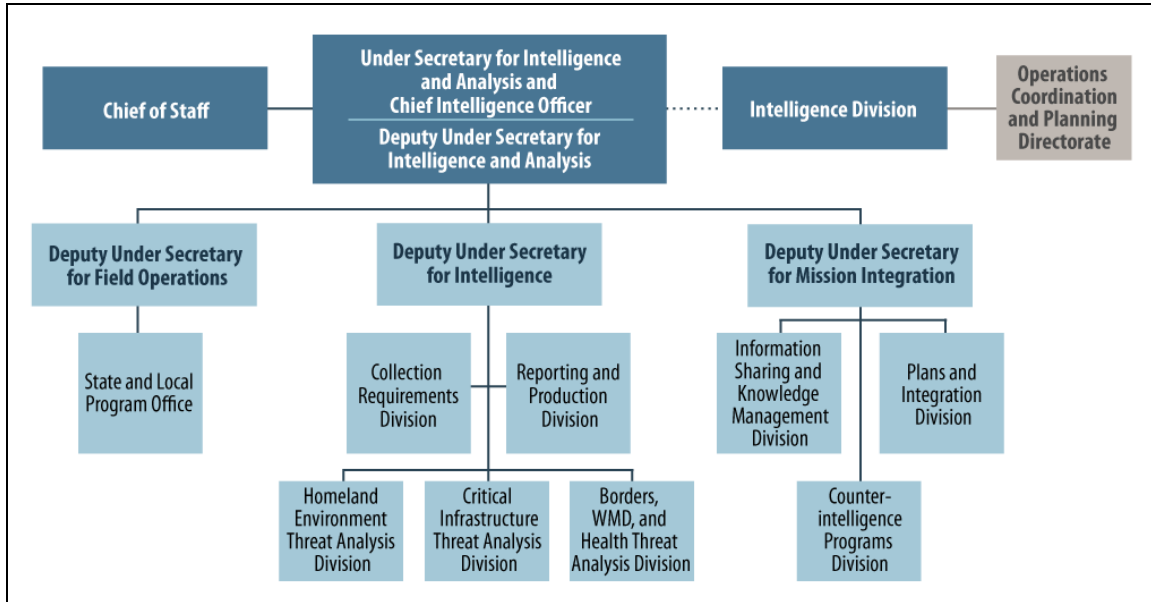 Under Secretary for Intelligence
and Analysis and
Chief Intelligence Officer
Deputy Under Secretary for
Intelligence and Analysis
Chief of Staff
Intelligence Division
Operations
Coordination
and Planning
Directorate
Deputy Under Secretary
for Field Operations
Deputy Under Secretary
for Intelligence
Deputy Under Secretary
for Mission Integration
State and Local
Program Office
Collection
Requirements
Division
Reporting and
Production
Division
Information
Sharing and
Knowledge
Management
Division
Plans and
Integration
Division
Homeland
Environment
Threat Analysis
Division
Critical
Infrastructure
Threat Analysis
Division
Borders,
WMD, and
Health Threat
Analysis Division
Counter-
intelligence
Programs
Division